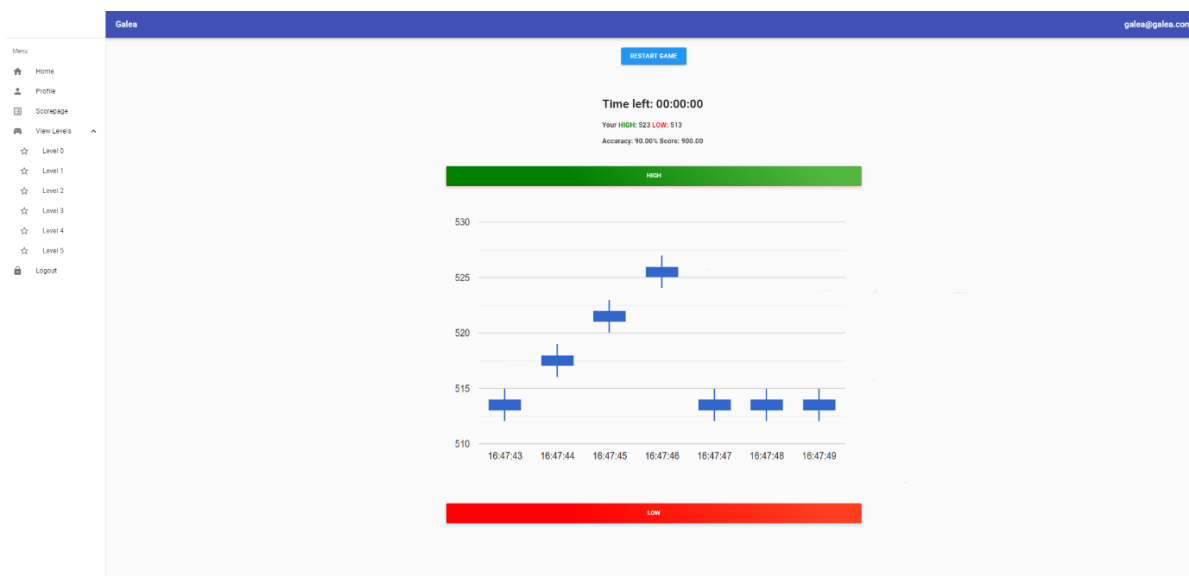 Galea
galea@galea.com
Menu
Home
Profile
Scorepage
View Levels
Level 0
Level 1
Level 2
Level 3
Level 4
Level 5
Logout
RESTART GAME
Time left: 00:00:00
Your HIGH: 523 LOW: 513
Accuracy: 90.00% Score: 900.00
HIGH
530
525
520
515
510
16:47:43 16:47:44 16:47:45 16:47:46 16:47:47 16:47:48 16:47:49
LOW